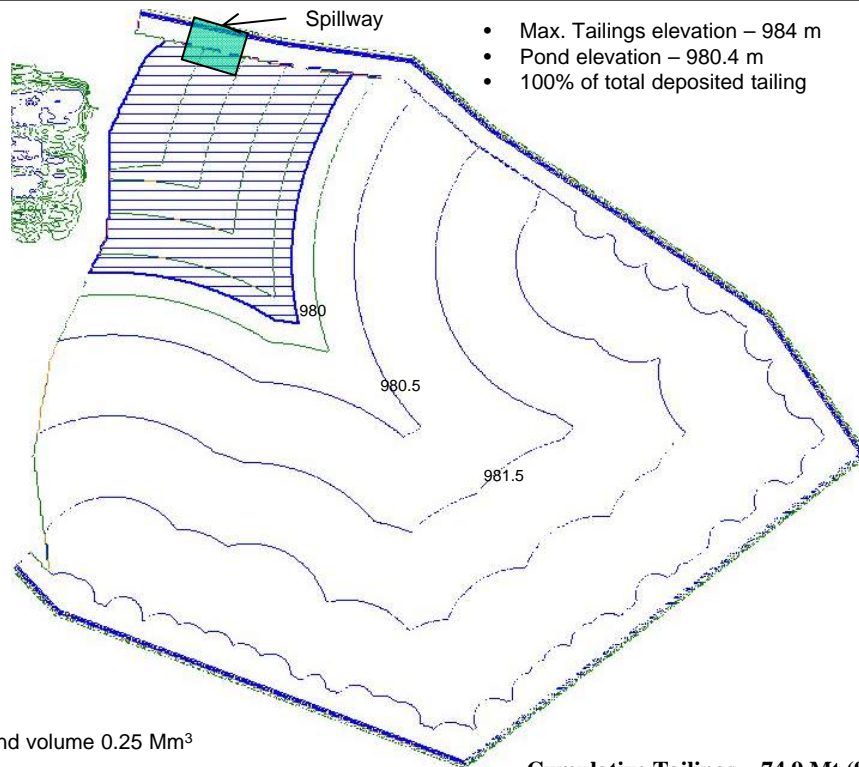 Spillway
• Max. Tailings elevation – 984 m
• Pond elevation – 980.4 m
• 100% of total deposited tailing
980
980.5
981.5
nd volume 0.25 Mm³